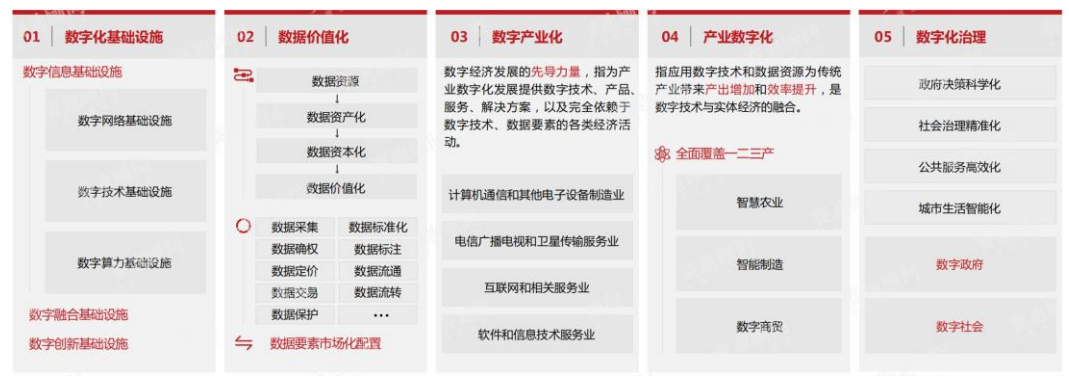 01 数字化基础设施
数字信息基础设施
数字网络基础设施
数字技术基础设施
数字算力基础设施
数字融合基础设施
数字创新基础设施
02 数据价值化
数据资源
↓
数据资产化
↓
数据资本化
↓
数据价值化
数据采集 数据标准化
数据确权 数据标注
数据定价 数据流通
数据交易 数据流转
数据保护 ···
数据要素市场化配置
03 数字产业化
数字经济发展的先导力量，指为产
业数字化发展提供数字技术、产品、
服务、解决方案，以及完全依赖于
数字技术、数据要素的各类经济活
动。
计算机通信和其他电子设备制造业
电信广播电视和卫星传输服务业
互联网和相关服务业
软件和信息技术服务业
04 产业数字化
指应用数字技术和数据资源为传统
产业带来产出增加和效率提升，是
数字技术与实体经济的融合。
全面覆盖一二三产
智慧农业
智能制造
数字商贸
05 数字化治理
政府决策科学化
社会治理精准化
公共服务高效化
城市生活智能化
数字政府
数字社会